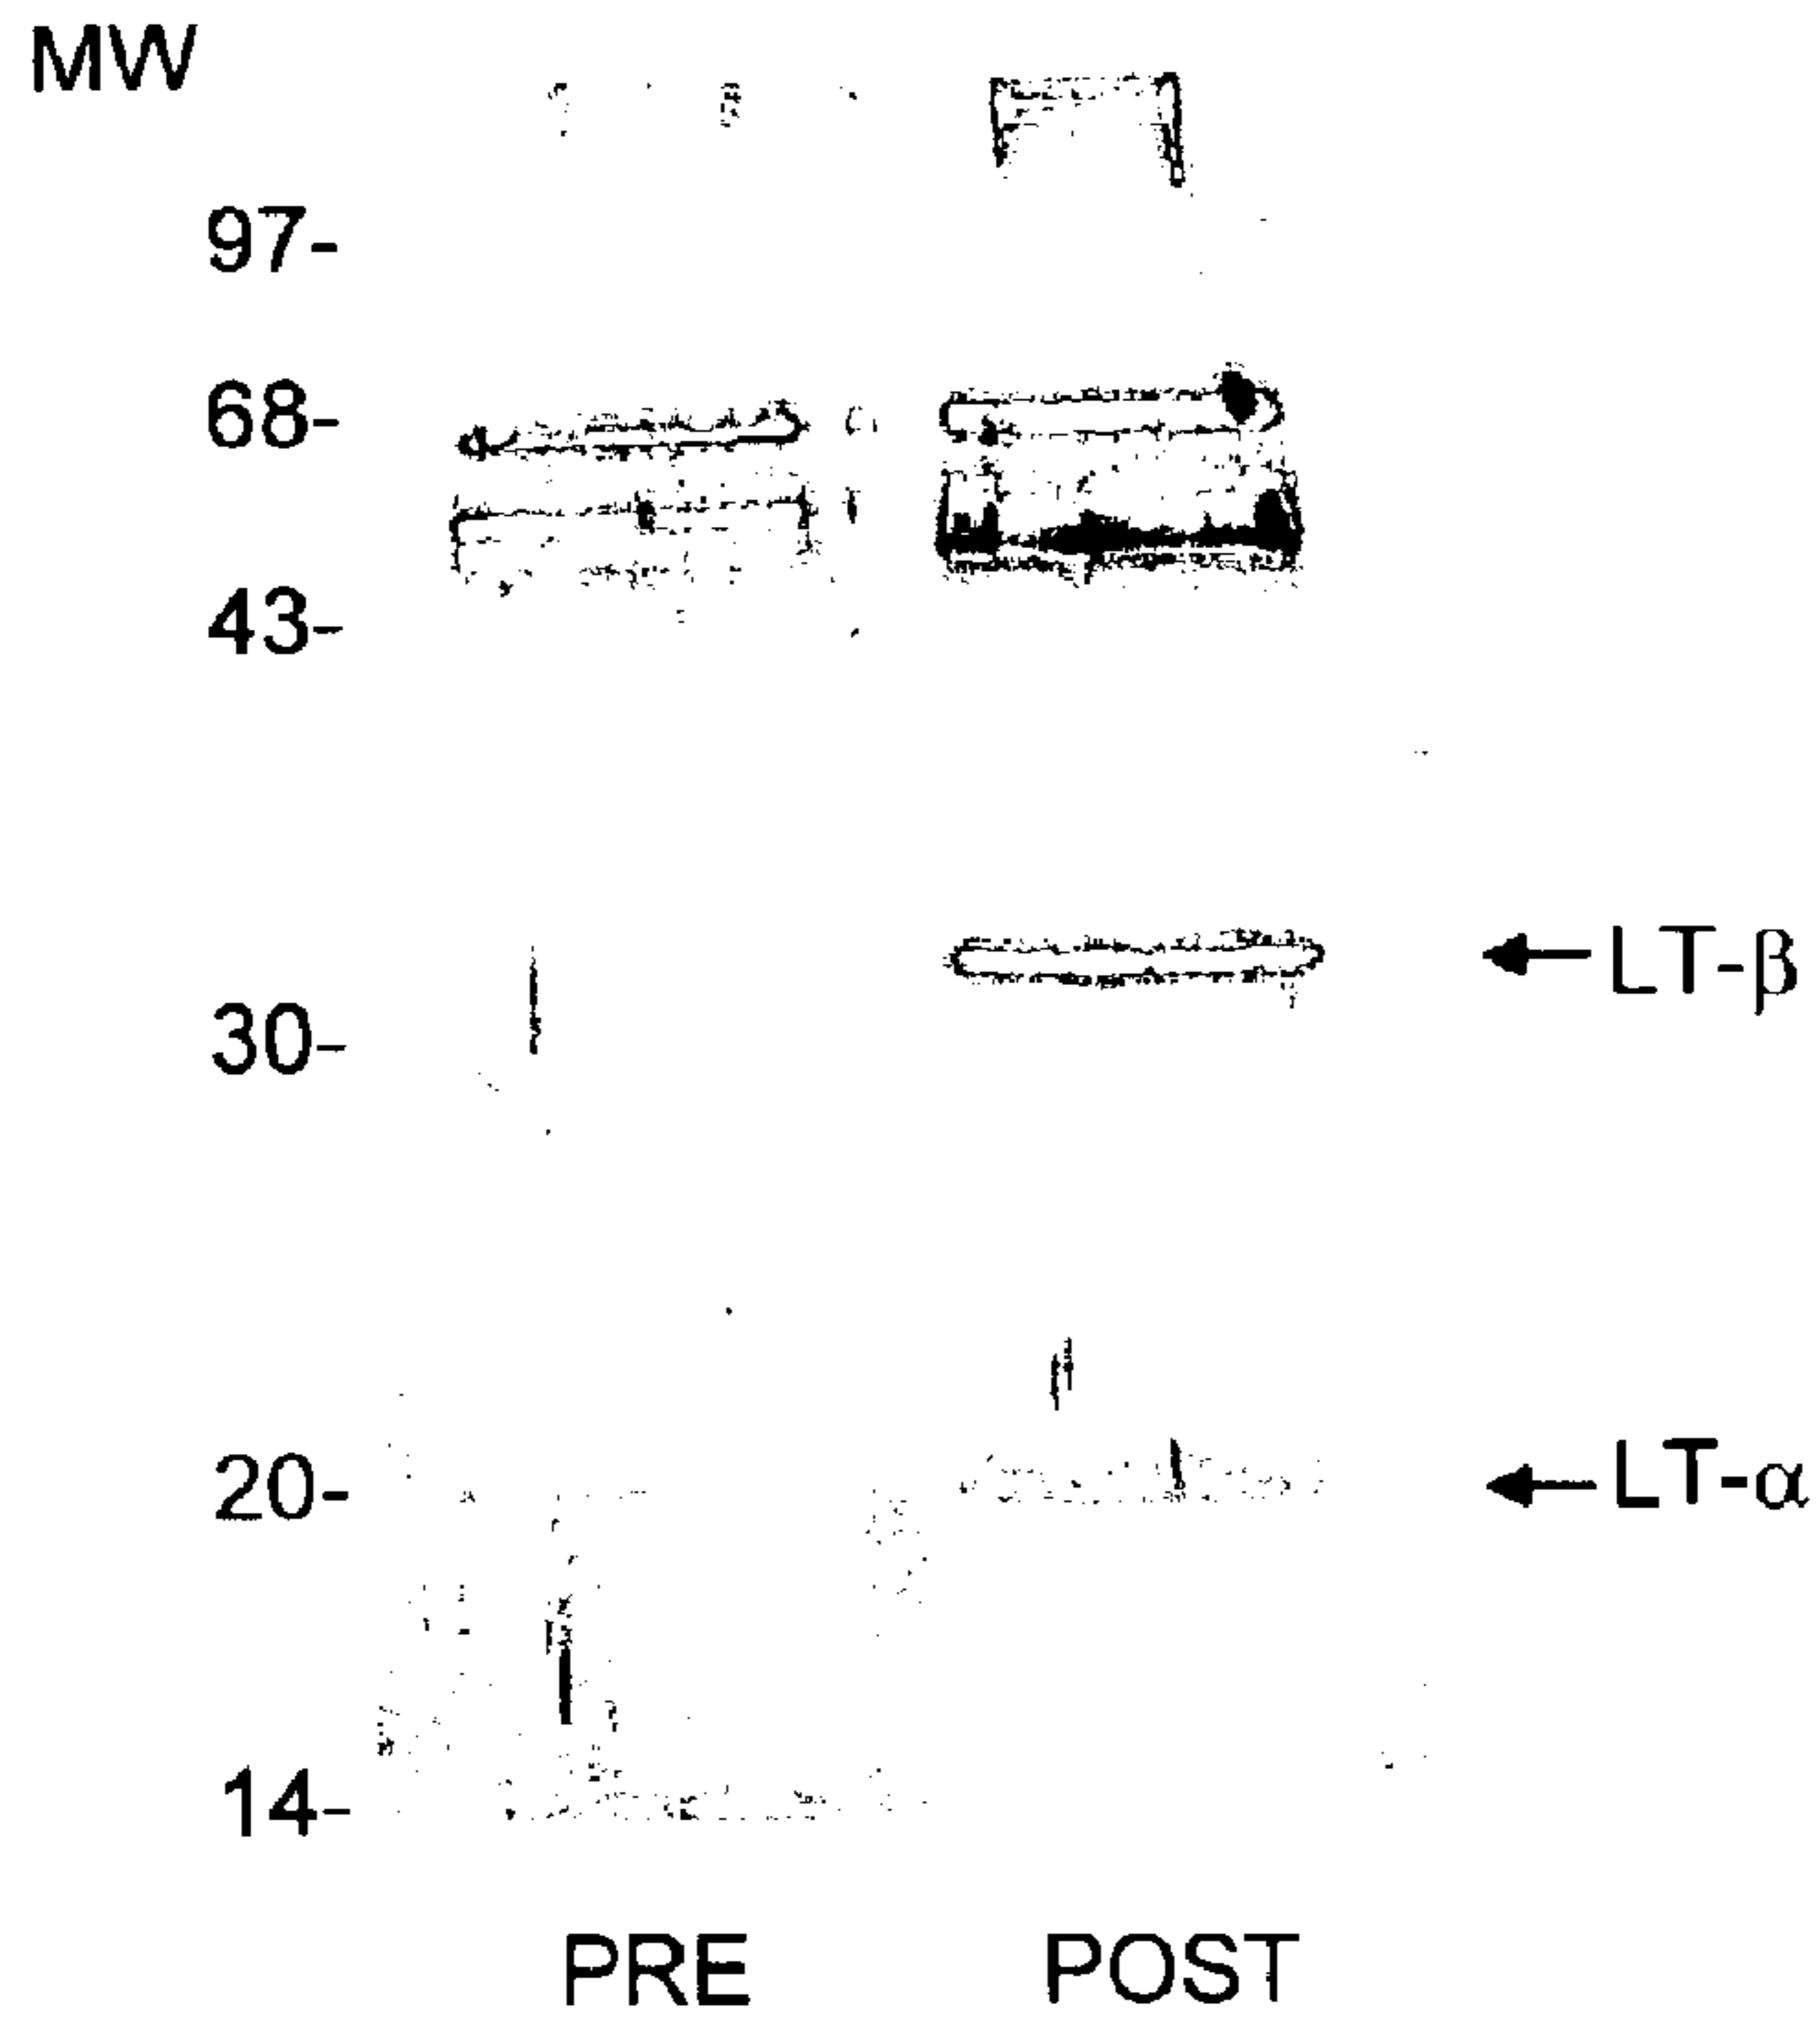 MW
97-
68-
43-
LT-β
30-
20-
LT-α
14-
PRE POST